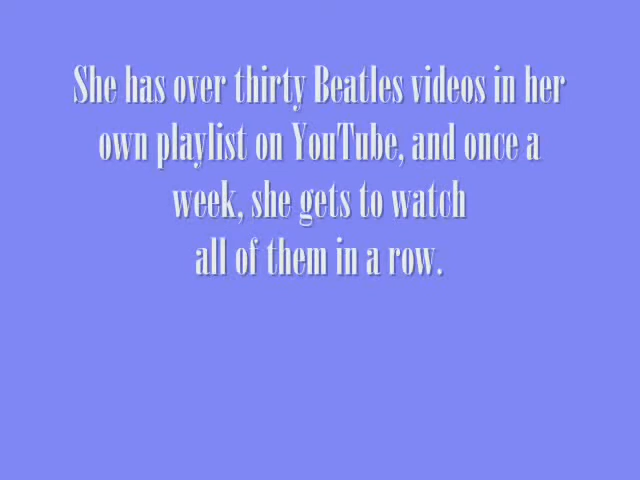 She has over thirty Beatles videos in her
own playlist on YouTube, and once a
week, she gets to watch
all of them in a row.